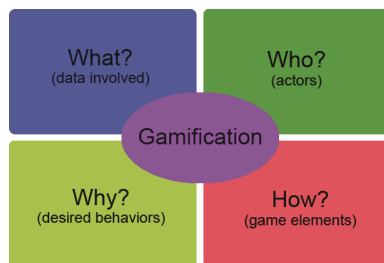 What?
(data involved)
Who?
(actors)
Gamification
Why?
(desired behaviors)
How?
(game elements)